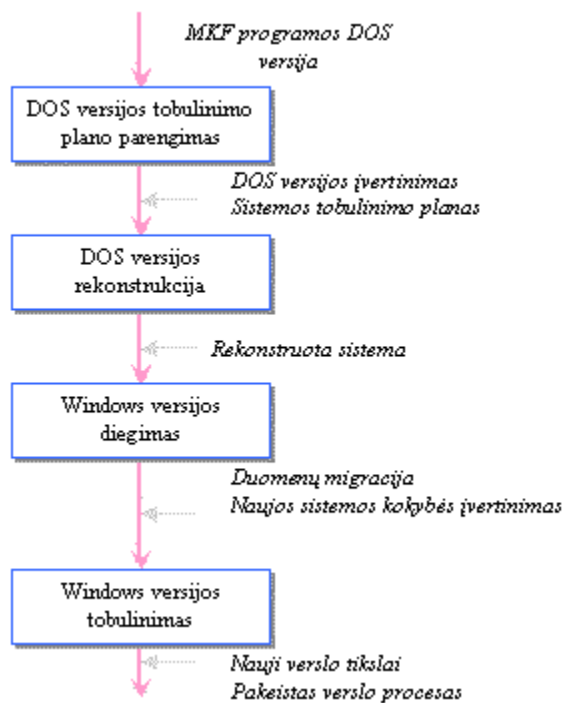 MKF programos DOS
versija
DOS versijos tobulinimo
plano parengimas
DOS versijos įvertinimas
Sistemos tobulinimo planas
DOS versijos
rekonstrukcija
Rekonstruota sistema
Windows versijos
diegimas
Duomenų migracija
Naujos sistemos kokybės įvertinimas
Windows versijos
tobulinimas
Nauji verslo tikslai
Pakeistas verslo procesas